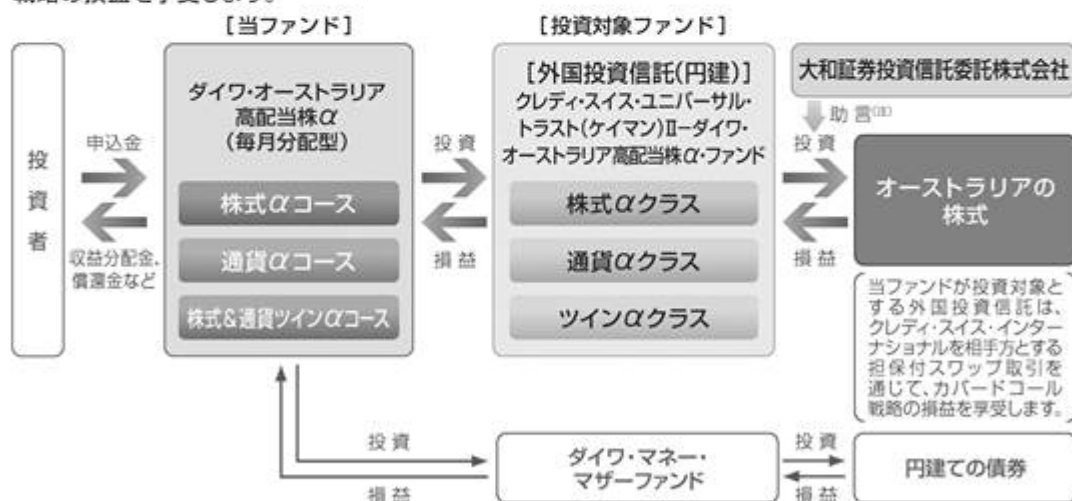 戦略の損益を享受します。
[当ファンド]
[投資対象ファンド]
投資者
申込金
収益分配金、
償還金など
ダイワ・オーストラリア
高配当株α
(毎月分配型)
株式αコース
通貨αコース
株式&通貨ツインαコース
投資
損益
[外国投資信託(円建)]
クレディ・スイス・ユニバーサル・
トラスト(ケイマン)Ⅱ－ダイワ・
オーストラリア高配当株α・ファンド
株式αクラス
通貨αクラス
ツインαクラス
大和証券投資信託委託株式会社
助言(注)
投資
損益
オーストラリアの
株式
当ファンドが投資対象と
する外国投資信託は、
クレディ・スイス・インター
ナショナルを相手方とする
担保付スワップ取引を
通じて、カバードコール
戦略の損益を享受します。
投資
損益
ダイワ・マネー・
マザーファンド
投資
損益
円建ての債券